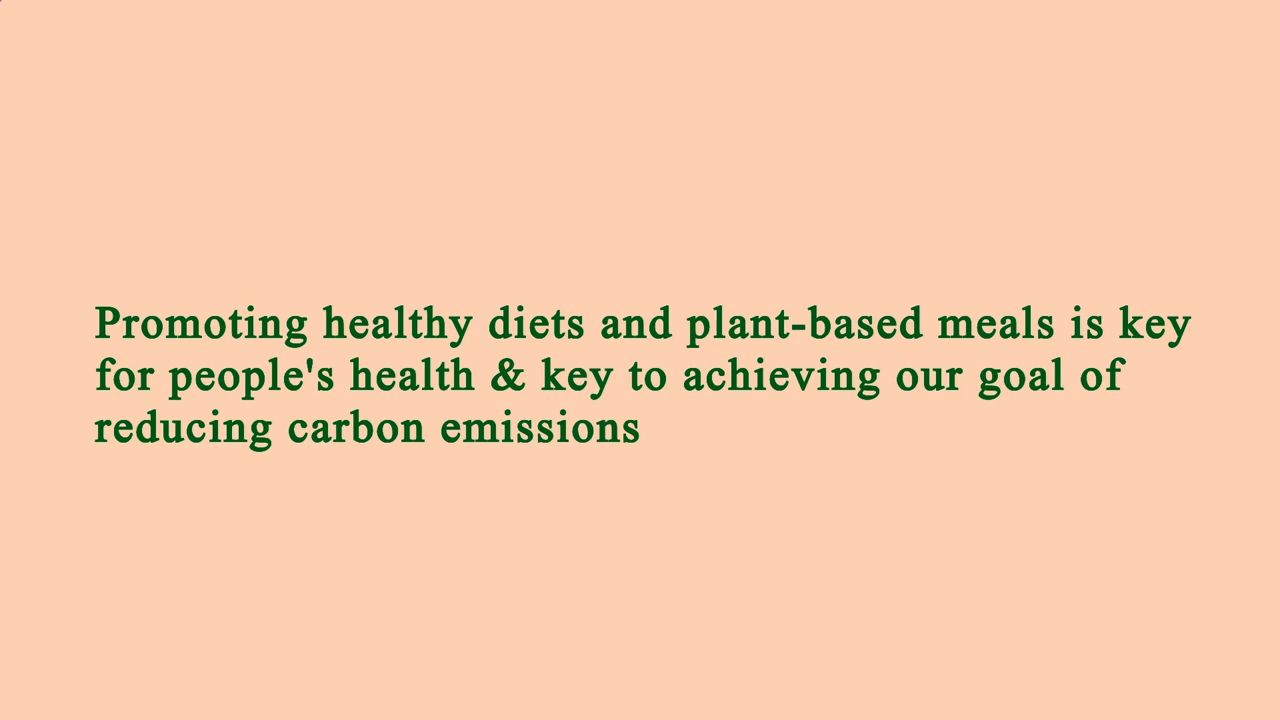 Promoting healthy diets and plant-based meals is key
for people's health & key to achieving our goal of
reducing carbon emissions